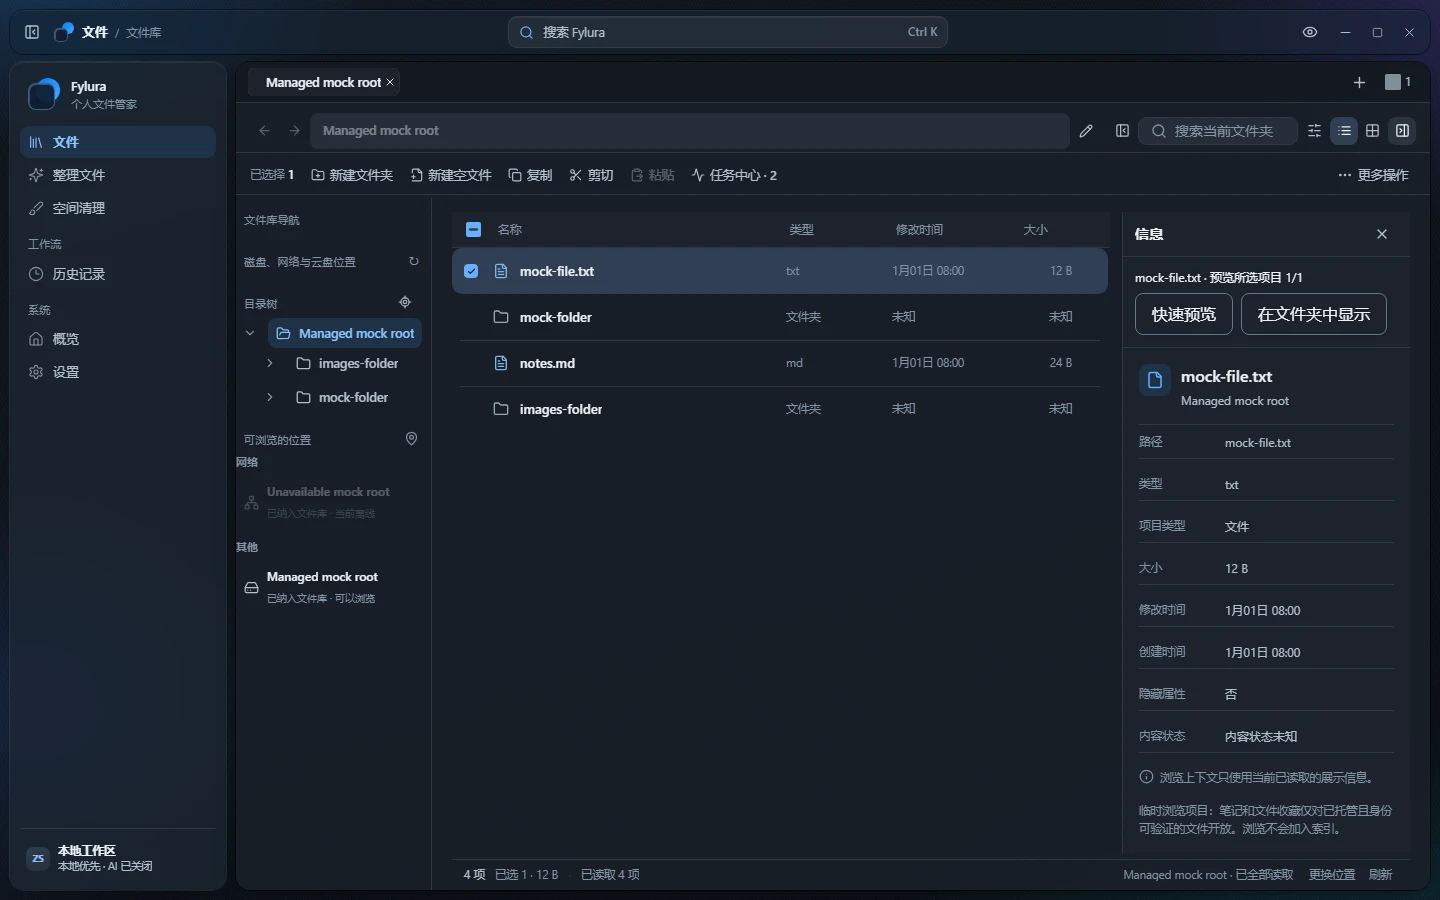 文件 / 文件库
搜索 Fylura Ctrl K
Fylura
个人文件管家
文件
整理文件
空间清理
工作流
历史记录
系统
概览
设置
ZS
本地工作区
本地优先 · AI 已关闭
Managed mock root
1
Managed mock root
搜索当前文件夹
已选择 1 新建文件夹 新建空文件 复制 剪切 粘贴 任务中心 · 2 更多操作
文件库导航
磁盘、网络与云盘位置
目录树
Managed mock root
images-folder
mock-folder
可浏览的位置
网络
Unavailable mock root
已纳入文件库 · 当前离线
其他
Managed mock root
已纳入文件库 · 可以浏览
名称 类型 修改时间 大小
mock-file.txt txt 1月01日 08:00 12 B
mock-folder 文件夹 未知 未知
notes.md md 1月01日 08:00 24 B
images-folder 文件夹 未知 未知
信息
mock-file.txt · 预览所选项目 1/1
快速预览 在文件夹中显示
mock-file.txt
Managed mock root
路径 mock-file.txt
类型 txt
项目类型 文件
大小 12 B
修改时间 1月01日 08:00
创建时间 1月01日 08:00
隐藏属性 否
内容状态 内容状态未知
浏览上下文只使用当前已读取的展示信息。
临时浏览项目：笔记和文件收藏仅对已托管且身份
可验证的文件开放。浏览不会加入索引。
4 项 已选 1 · 12 B · 已读取 4 项
Managed mock root · 已全部读取 更换位置 刷新